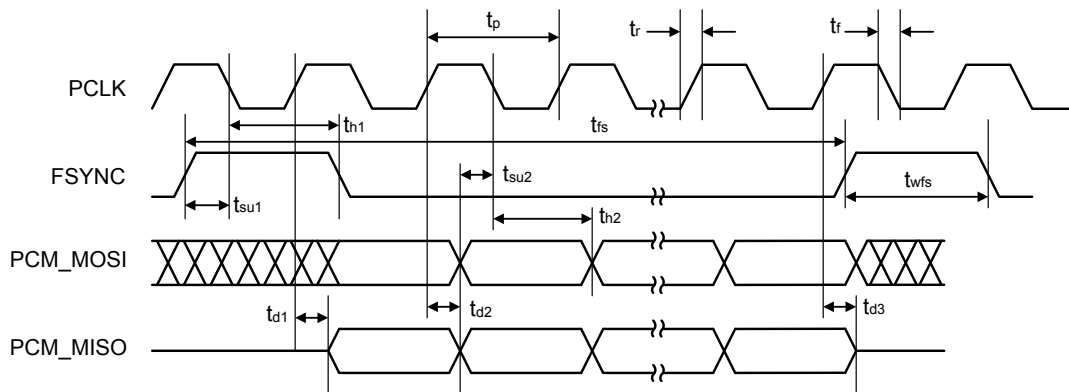 tp
tr
tf
PCLK
th1
tfs
FSYNC
tsu1
tsu2
twfs
th2
PCM_MOSI
td1
td2
td3
PCM_MISO